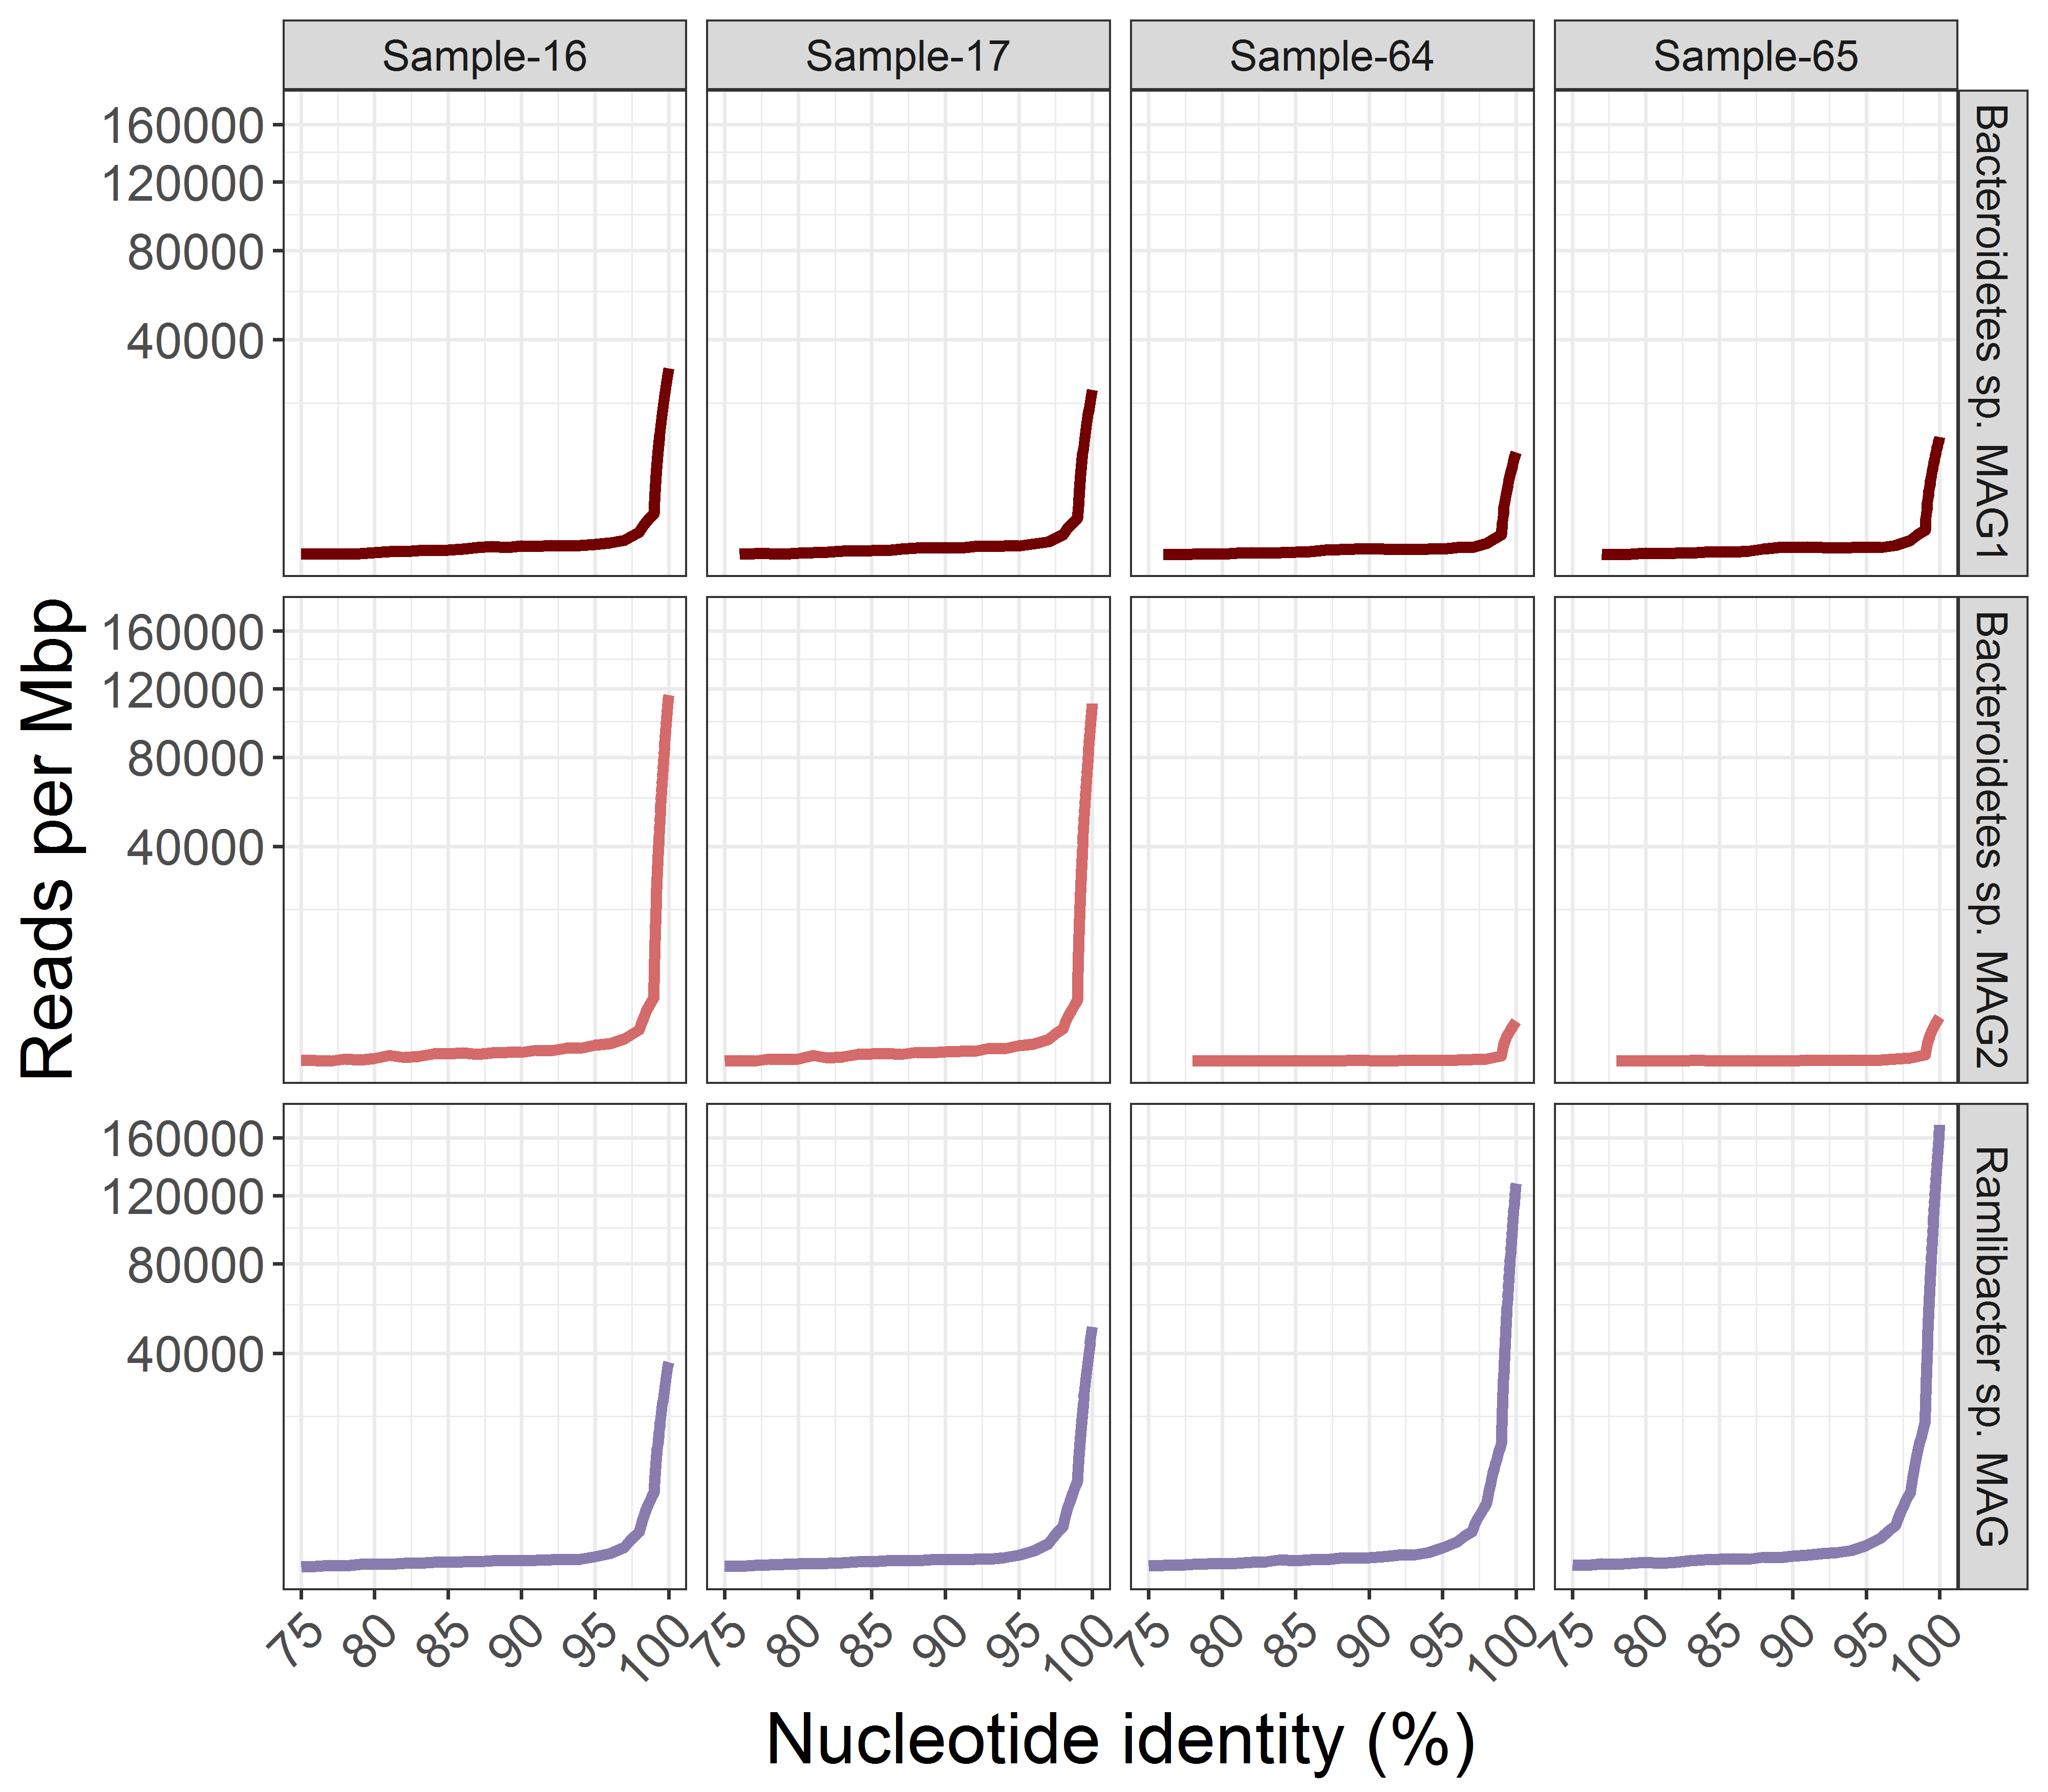 Sample-16 Sample-17 Sample-64 Sample-65
160000
120000
80000
40000
Bacteroidetes sp. MAG1
Reads per Mbp
160000
120000
80000
40000
Bacteroidetes sp. MAG2
160000
120000
80000
40000
Ramlibacter sp. MAG
75 80 85 90 95 100 75 80 85 90 95 100 75 80 85 90 95 100 75 80 85 90 95 100
Nucleotide identity (%)